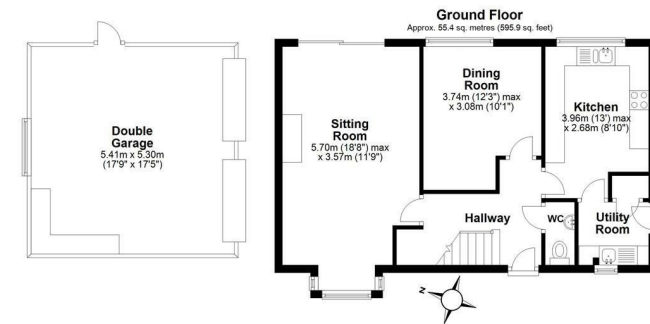 Ground Floor
Approx. 55.4 sq. metres (595.9 sq. feet)
Double
Garage
5.41m x 5.30m
(17'9" x 17'5")
Sitting
Room
5.70m (18'8") max
x 3.57m (11'9")
Dining
Room
3.74m (12'3") max
x 3.08m (10'1")
Kitchen
3.96m (13') max
x 2.68m (8'10")
Hallway
WC
Utility
Room
N